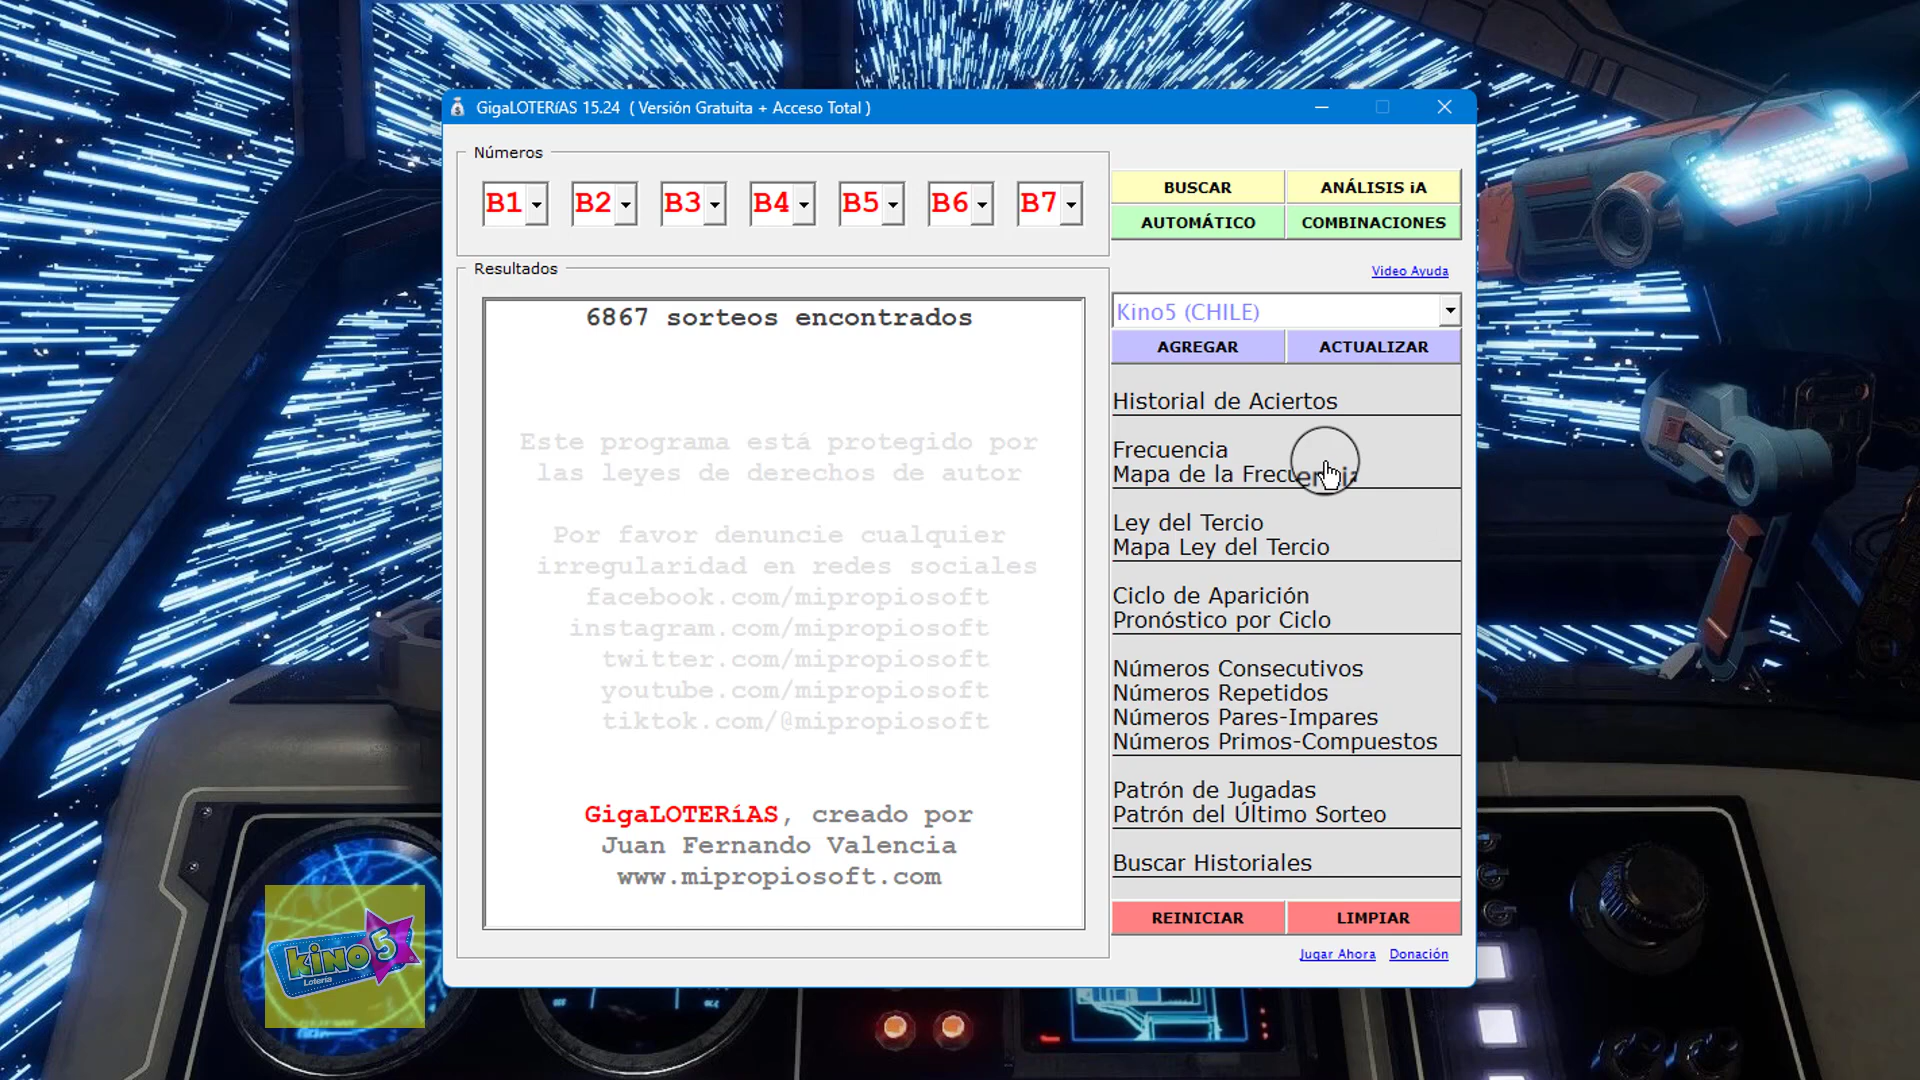 GigaLOTERíAS 15.24 ( Versión Gratuita + Acceso Total )
Números
B1 B2 B3 B4 B5 B6 B7
BUSCAR
ANÁLISIS iA
AUTOMÁTICO
COMBINACIONES
Video Ayuda
Resultados
6867 sorteos encontrados
Este programa está protegido por
las leyes de derechos de autor
Por favor denuncie cualquier
irregularidad en redes sociales
facebook.com/mipropiosoft
instagram.com/mipropiosoft
twitter.com/mipropiosoft
youtube.com/mipropiosoft
tiktok.com/@mipropiosoft
GigaLOTERíAS, creado por
Juan Fernando Valencia
www.mipropiosoft.com
Kino5 (CHILE)
AGREGAR
ACTUALIZAR
Historial de Aciertos
Frecuencia
Mapa de la Frecuencia
Ley del Tercio
Mapa Ley del Tercio
Ciclo de Aparición
Pronóstico por Ciclo
Números Consecutivos
Números Repetidos
Números Pares-Impares
Números Primos-Compuestos
Patrón de Jugadas
Patrón del Último Sorteo
Buscar Historiales
REINICIAR
LIMPIAR
Jugar Ahora
Donación
kino 5
Loteria